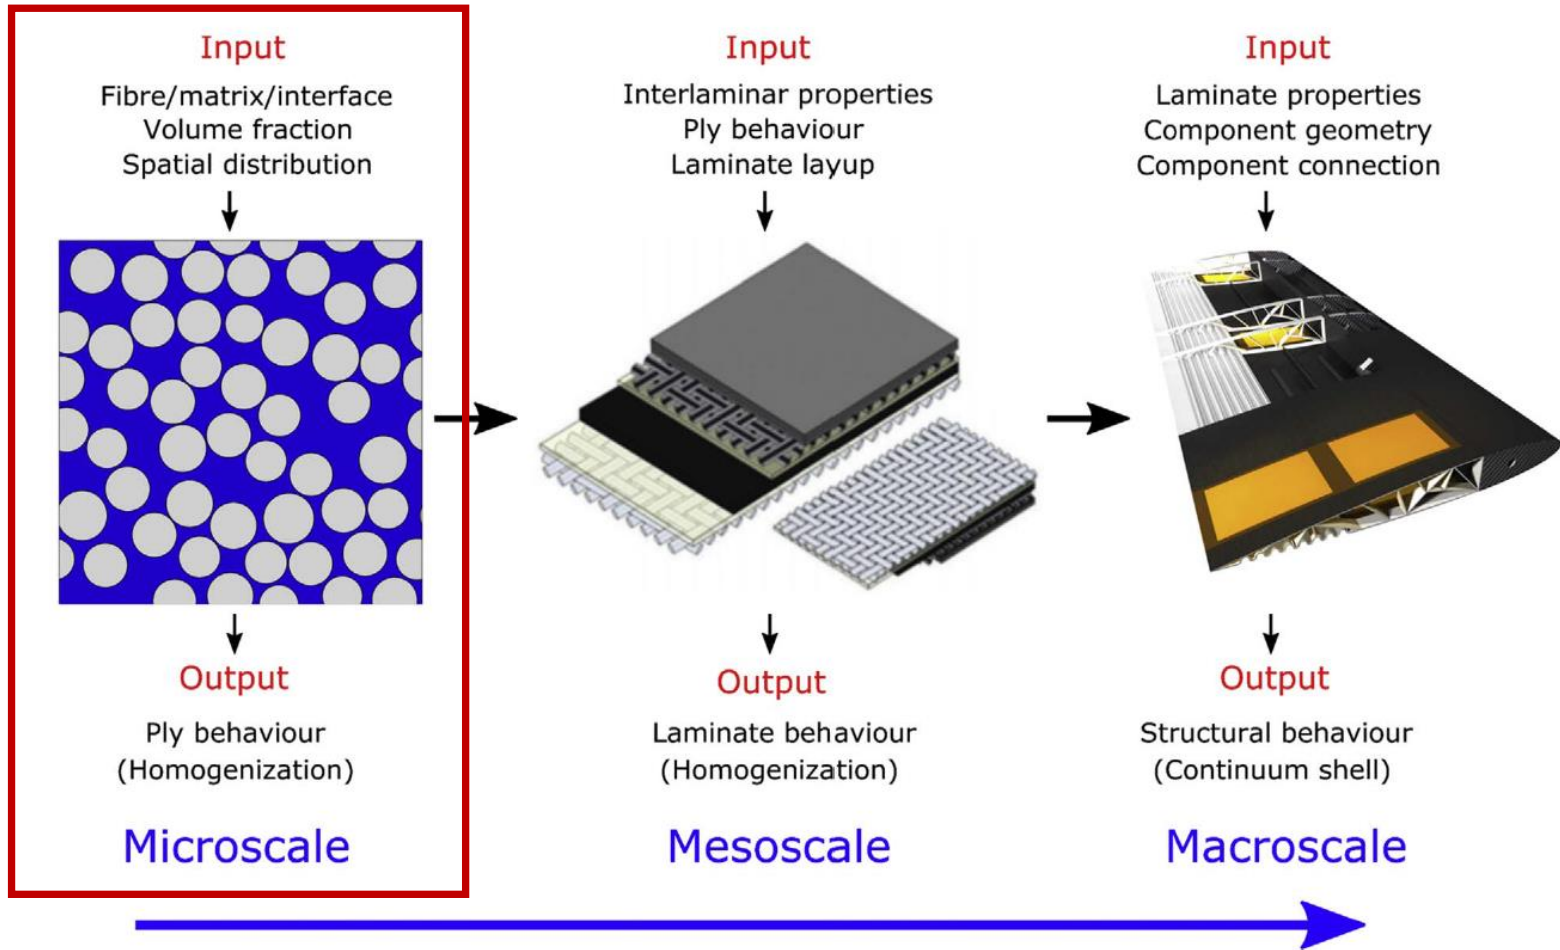 Input
Fibre/matrix/interface
Volume fraction
Spatial distribution
Output
Ply behaviour
(Homogenization)
Microscale
Input
Interlaminar properties
Ply behaviour
Laminate layup
Output
Laminate behaviour
(Homogenization)
Mesoscale
Input
Laminate properties
Component geometry
Component connection
Output
Structural behaviour
(Continuum shell)
Macroscale